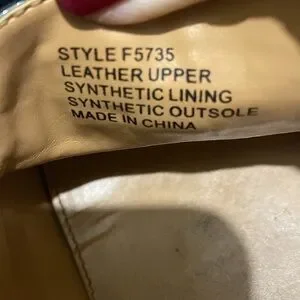 STYLE F5735
LEATHER UPPER
SYNTHETIC LINING
SYNTHETIC OUTSOLE
MADE IN CHINA